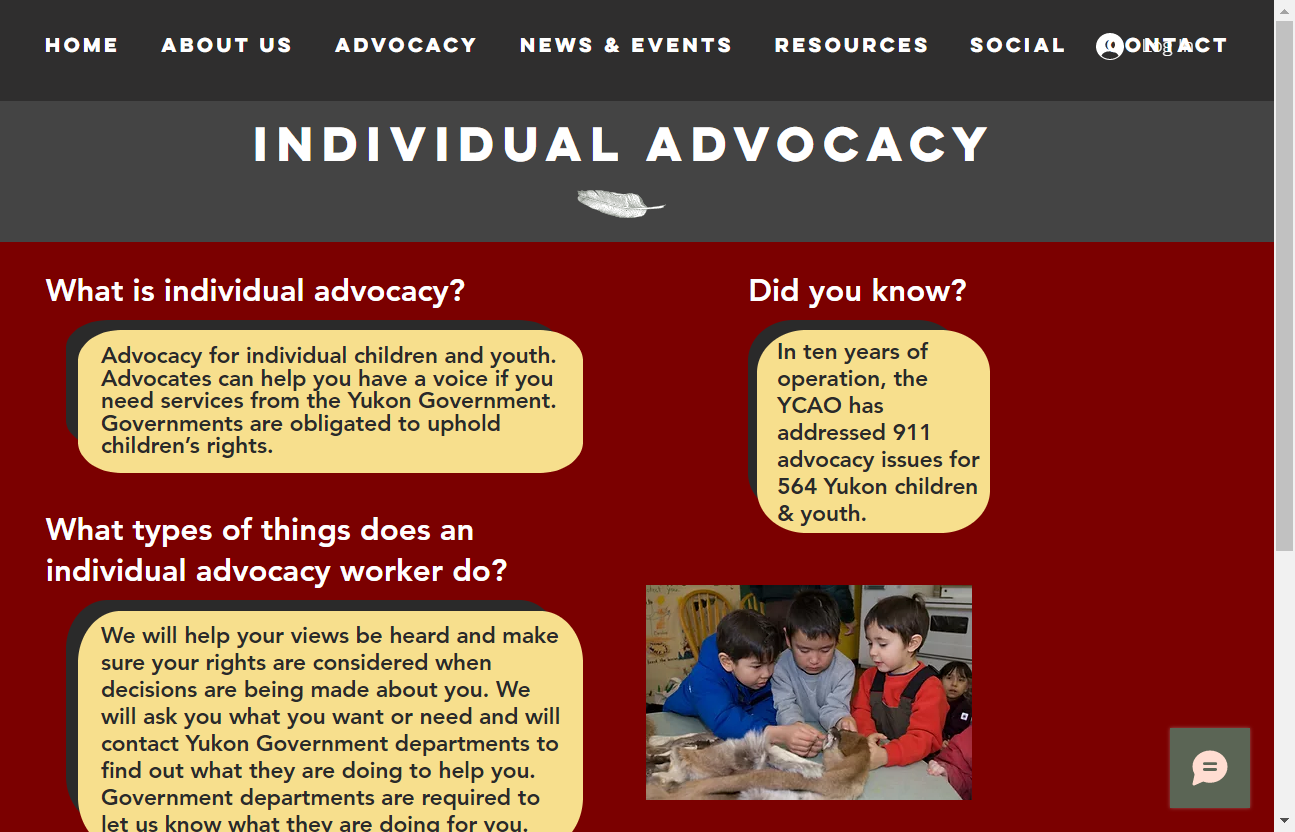 HOME ABOUT US ADVOCACY NEWS & EVENTS RESOURCES SOCIAL CONTACT
Log In
INDIVIDUAL ADVOCACY
What is individual advocacy?
Advocacy for individual children and youth.
Advocates can help you have a voice if you
need services from the Yukon Government.
Governments are obligated to uphold
children’s rights.
Did you know?
In ten years of
operation, the
YCAO has
addressed 911
advocacy issues for
564 Yukon children
& youth.
What types of things does an
individual advocacy worker do?
We will help your views be heard and make
sure your rights are considered when
decisions are being made about you. We
will ask you what you want or need and will
contact Yukon Government departments to
find out what they are doing to help you.
Government departments are required to
let us know what they are doing for you.